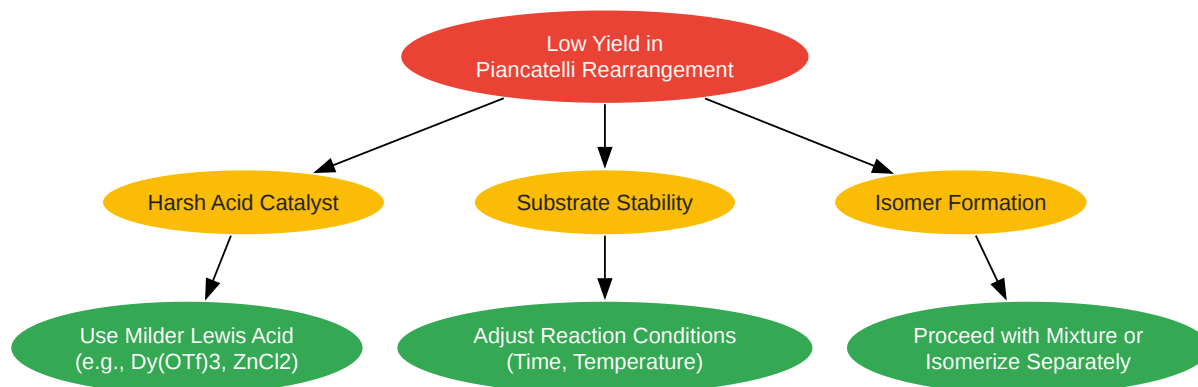 Low Yield in
Piancatelli Rearrangement
Harsh Acid Catalyst
Substrate Stability
Isomer Formation
Use Milder Lewis Acid
(e.g., Dy(OTf)3, ZnCl2)
Adjust Reaction Conditions
(Time, Temperature)
Proceed with Mixture or
Isomerize Separately